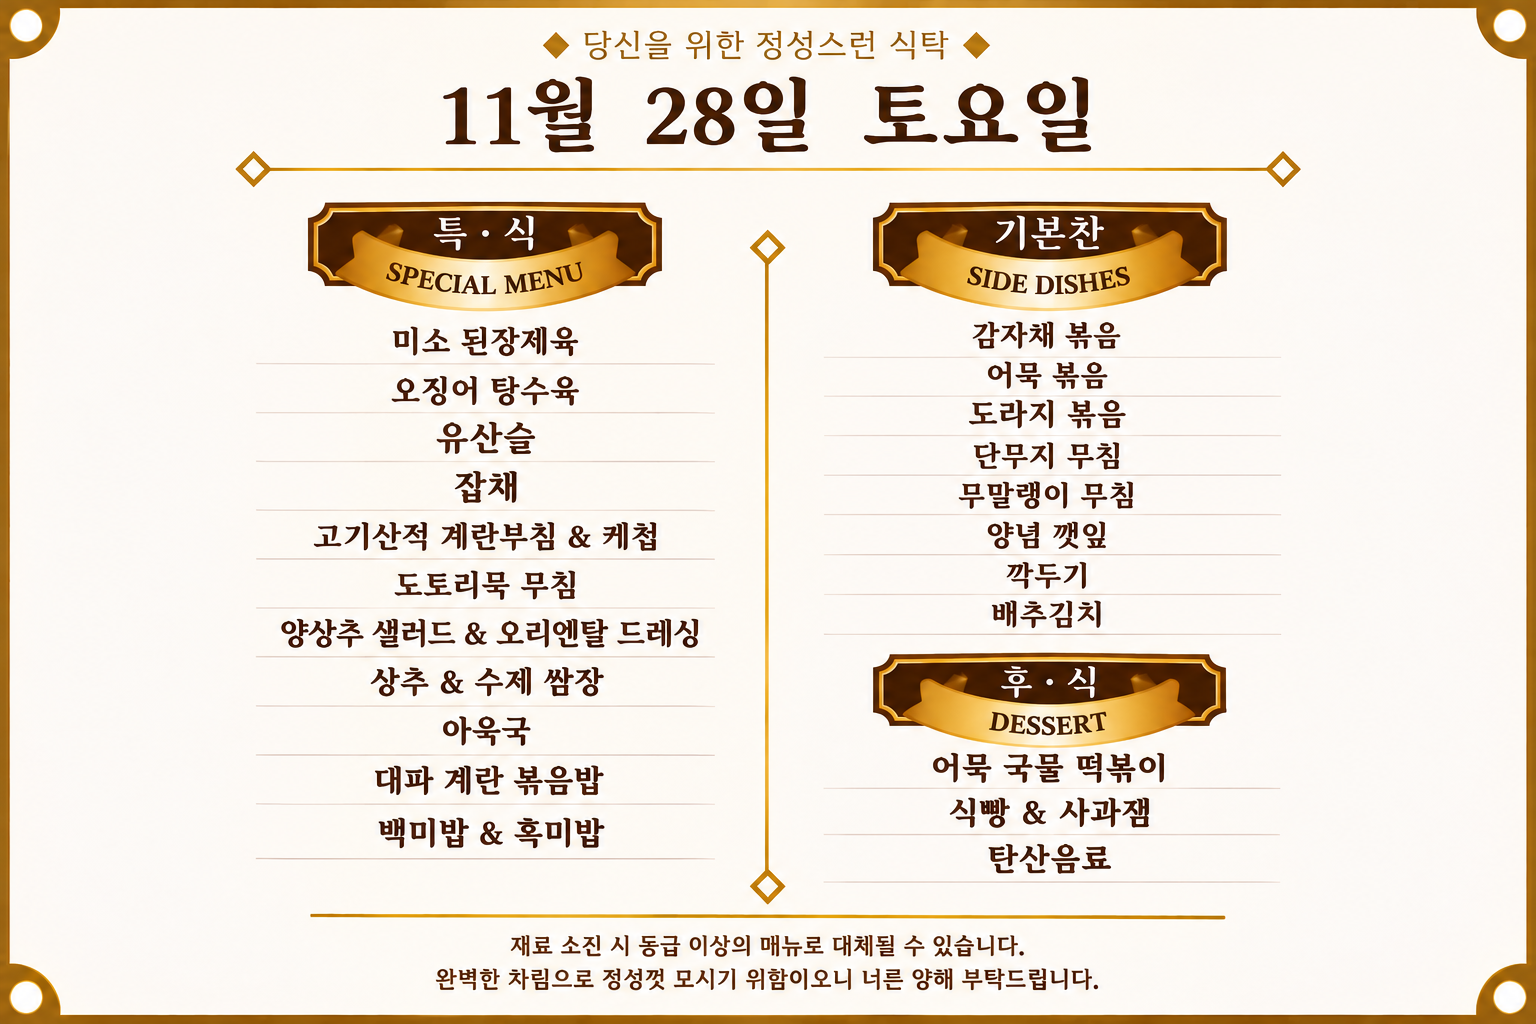 ◆ 당신을 위한 정성스런 식탁 ◆
11월 28일 토요일
특·식
SPECIAL MENU
미소 된장제육
오징어 탕수육
유산슬
잡채
고기산적 계란부침 & 케첩
도토리묵 무침
양상추 샐러드 & 오리엔탈 드레싱
상추 & 수제 쌈장
아욱국
대파 계란 볶음밥
백미밥 & 흑미밥
기본찬
SIDE DISHES
감자채 볶음
어묵 볶음
도라지 볶음
단무지 무침
무말랭이 무침
양념 깻잎
깍두기
배추김치
후·식
DESSERT
어묵 국물 떡볶이
식빵 & 사과잼
탄산음료
재료 소진 시 동급 이상의 매뉴로 대체될 수 있습니다.
완벽한 차림으로 정성껏 모시기 위함이오니 너른 양해 부탁드립니다.